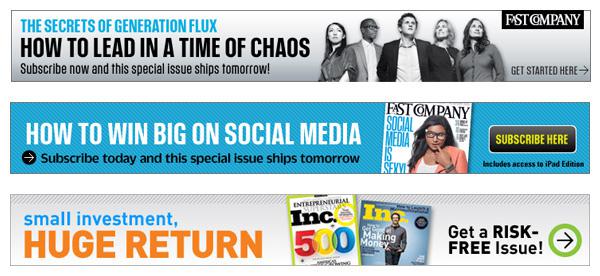 THE SECRETS OF GENERATION FLUX
HOW TO LEAD IN A TIME OF CHAOS
Subscribe now and this special issue ships tomorrow!
FAST COMPANY
GET STARTED HERE
HOW TO WIN BIG ON SOCIAL MEDIA
Subscribe today and this special issue ships tomorrow
FAST COMPANY
SOCIAL
MEDIA
IS
SEXY!
SUBSCRIBE HERE
Includes access to iPad Edition
small investment,
HUGE RETURN
ENTREPRENEURIAL
SUPERSTARS
Inc.
500
Inc.
Making
Money
Get a RISK-
FREE Issue!